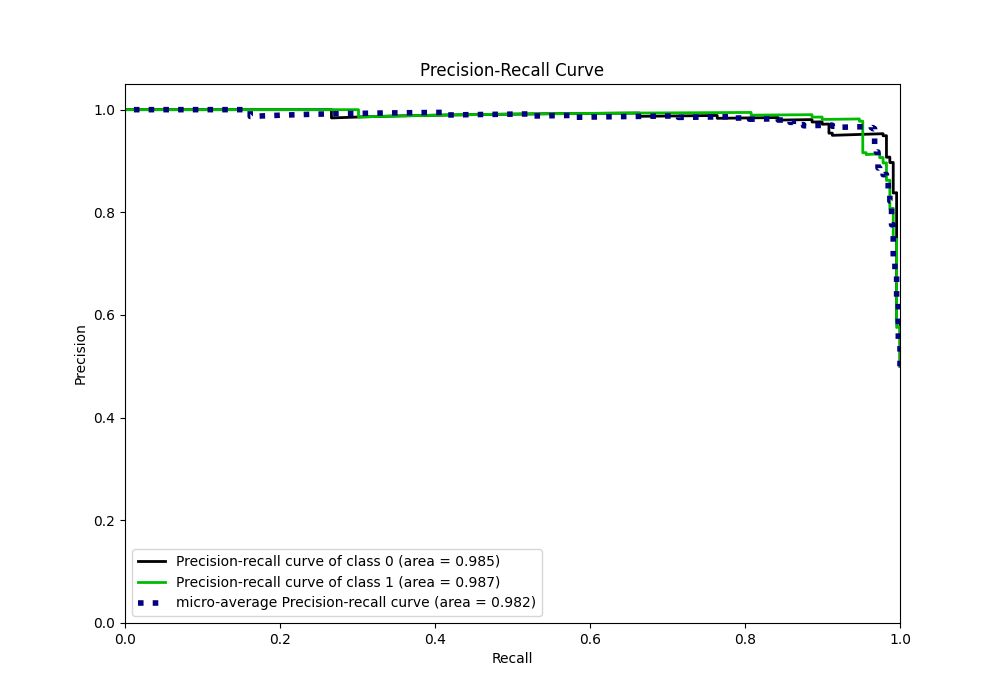 Precision-Recall Curve
1.0
0.8
0.6
0.4
0.2
0.0
Precision
Precision-recall curve of class 0 (area = 0.985)
Precision-recall curve of class 1 (area = 0.987)
micro-average Precision-recall curve (area = 0.982)
0.0 0.2 0.4 0.6 0.8 1.0
Recall